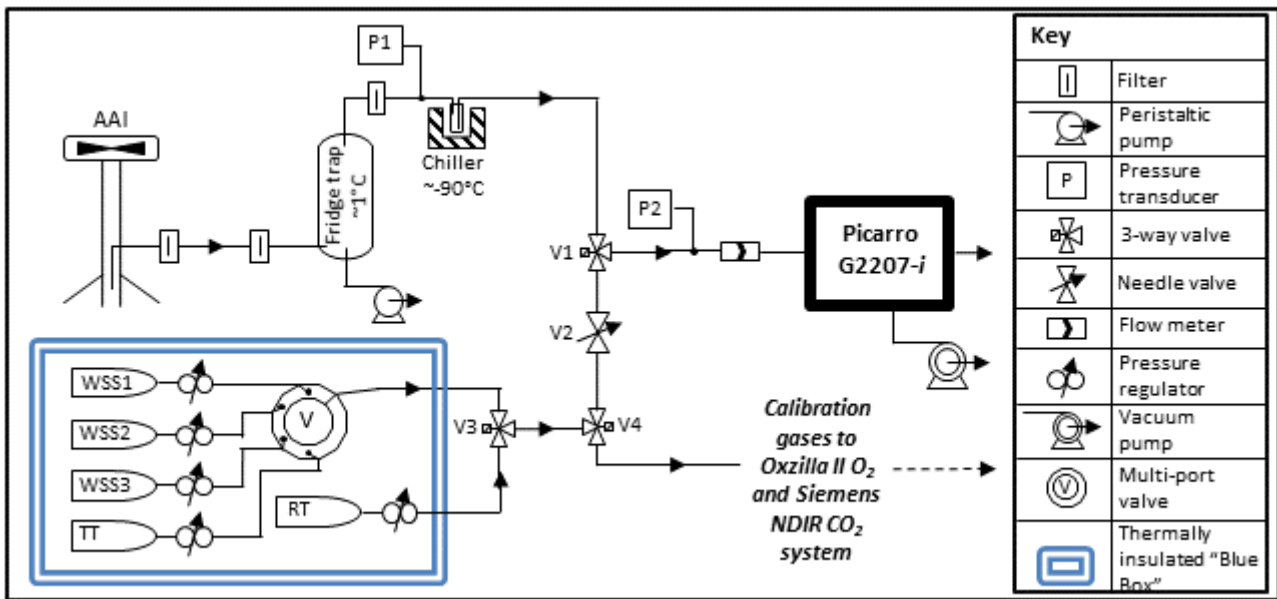 P1
AAI
Fridge trap
~1°C
Chiller
~-90°C
P2
V1
Picarro
G2207-i
V2
WSS1
WSS2
WSS3
TT
V
RT
V3
V4
Calibration
gases to
Oxzilla II O₂
and Siemens
NDIR CO₂
system
Key
Filter
Peristaltic
pump
P
Pressure
transducer
3-way valve
Needle valve
Flow meter
Pressure
regulator
Vacuum
pump
V
Multi-port
valve
Thermally
insulated “Blue
Box”